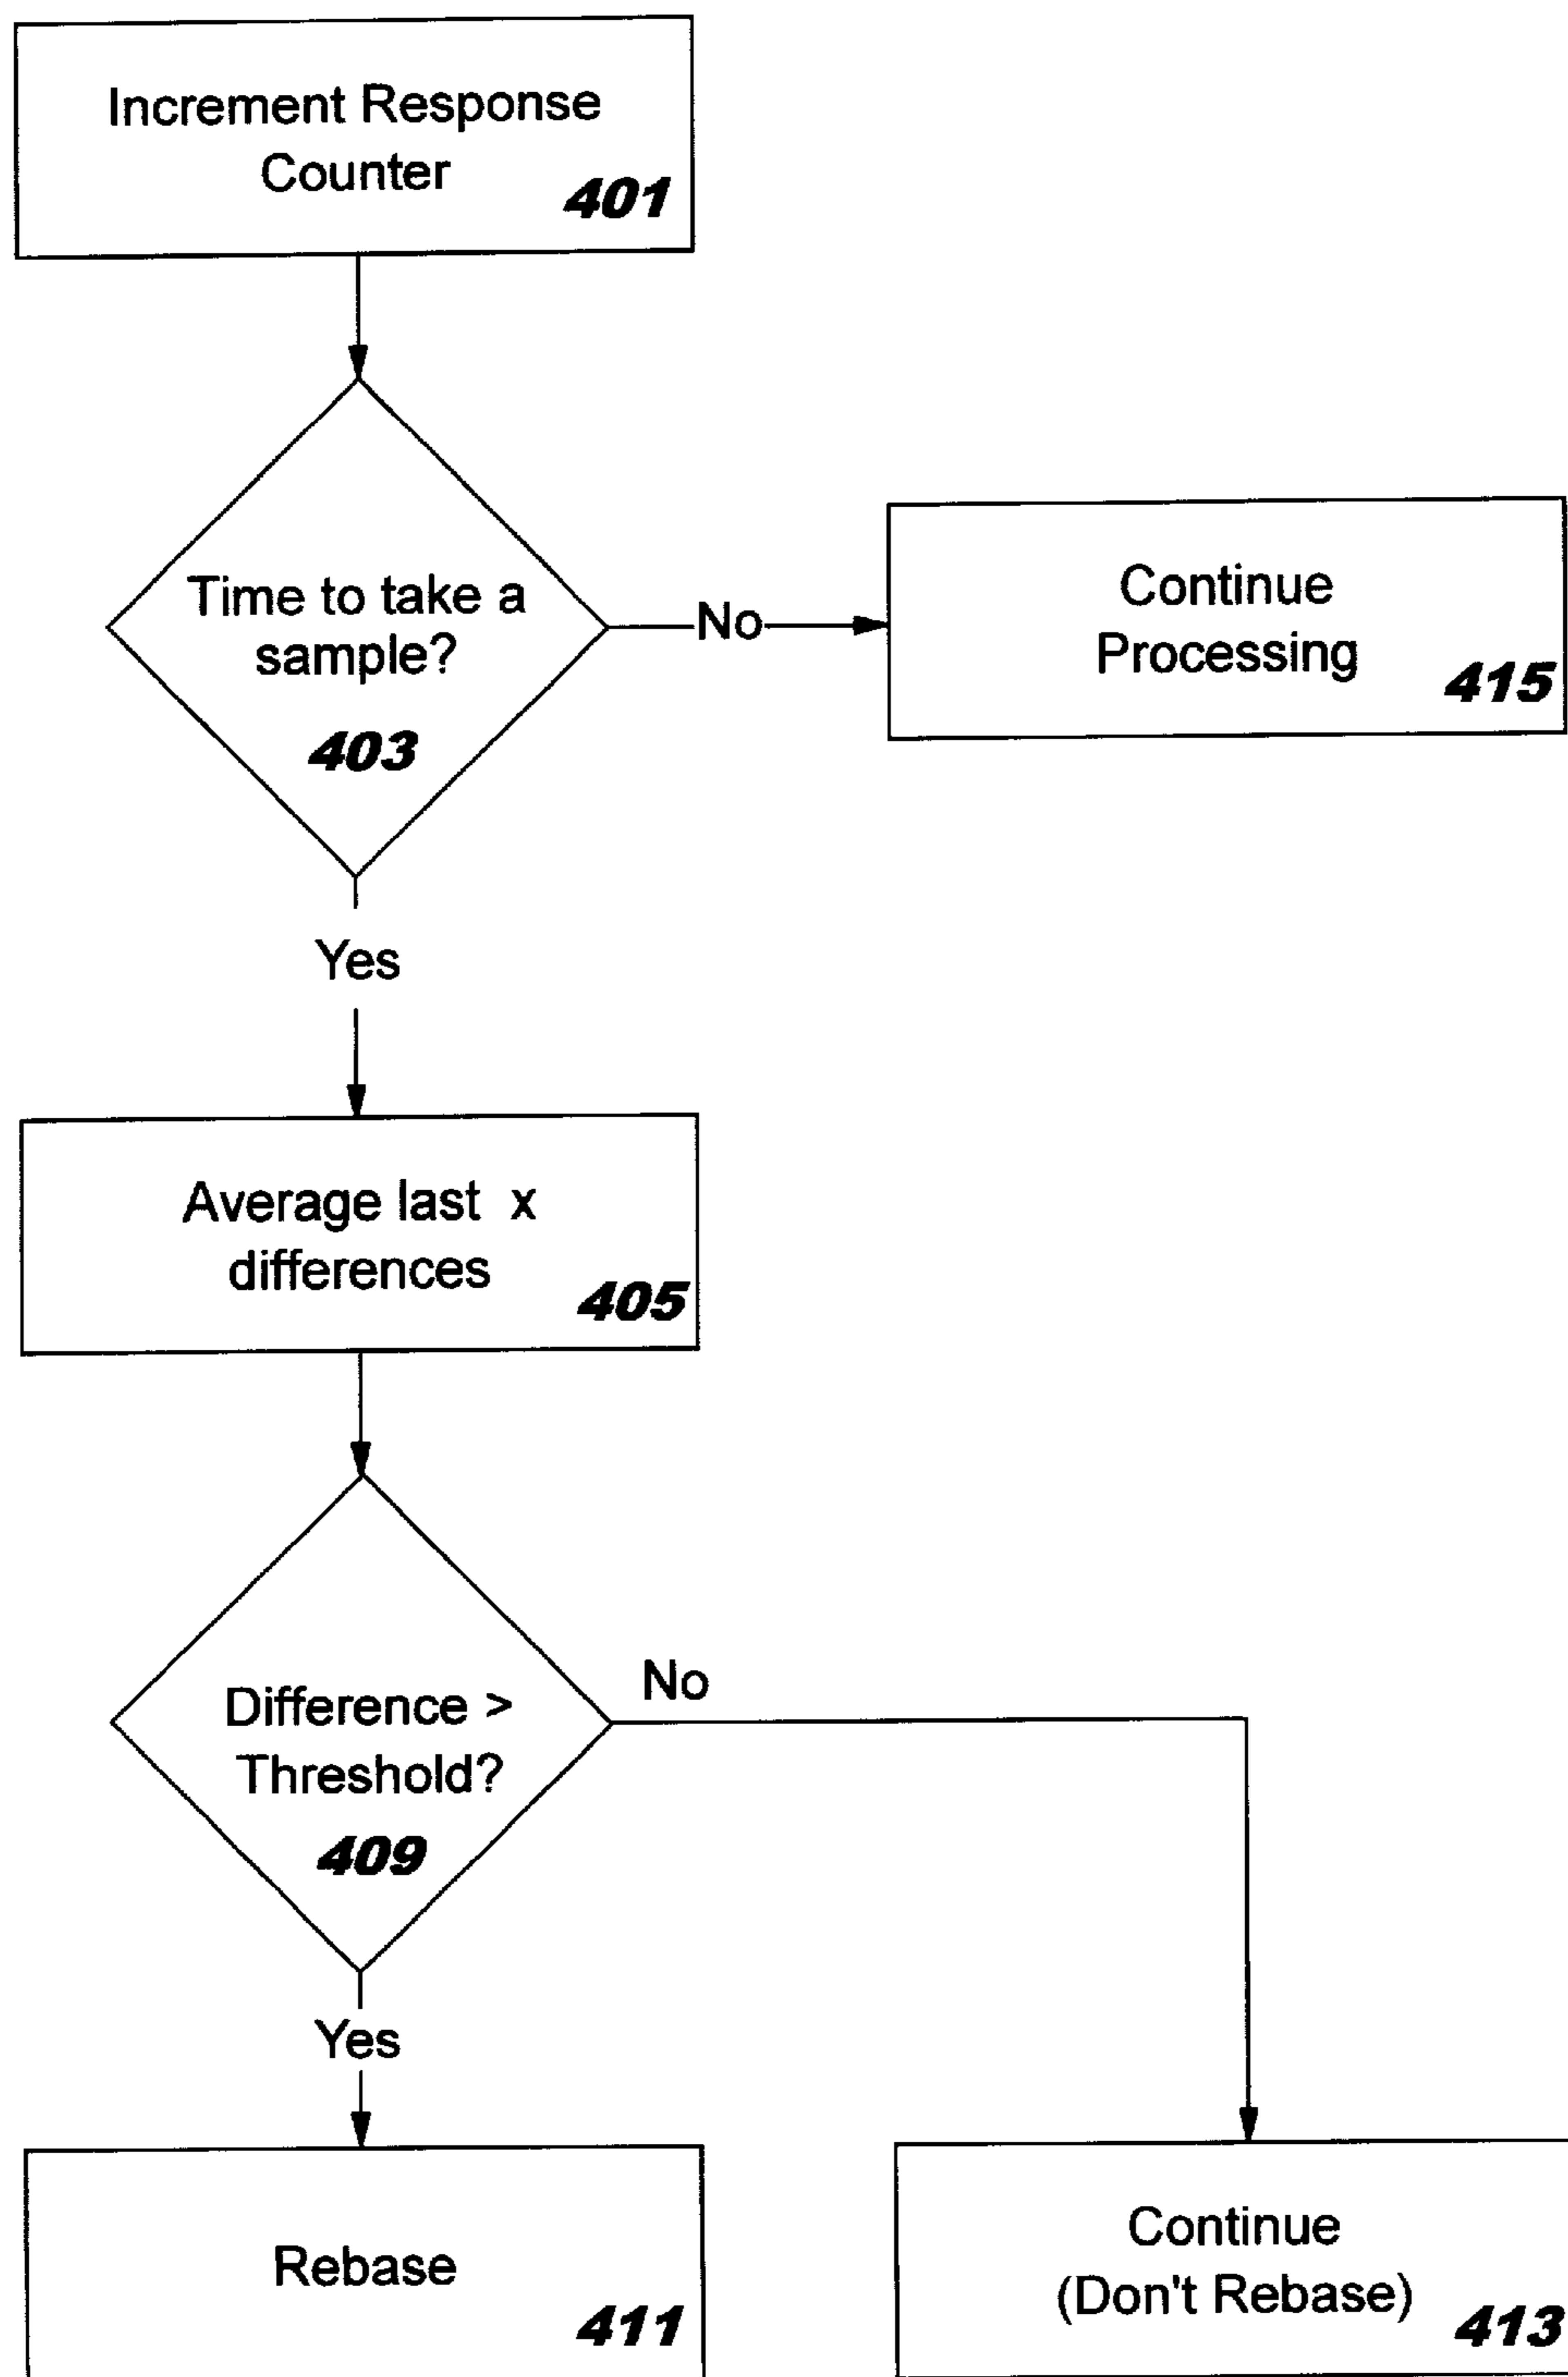 Increment Response
Counter
401
Time to take a
sample?
403
No
Continue
Processing
415
Yes
Average last x
differences
405
Difference >
Threshold?
409
No
Yes
Rebase
411
Continue
(Don't Rebase)
413